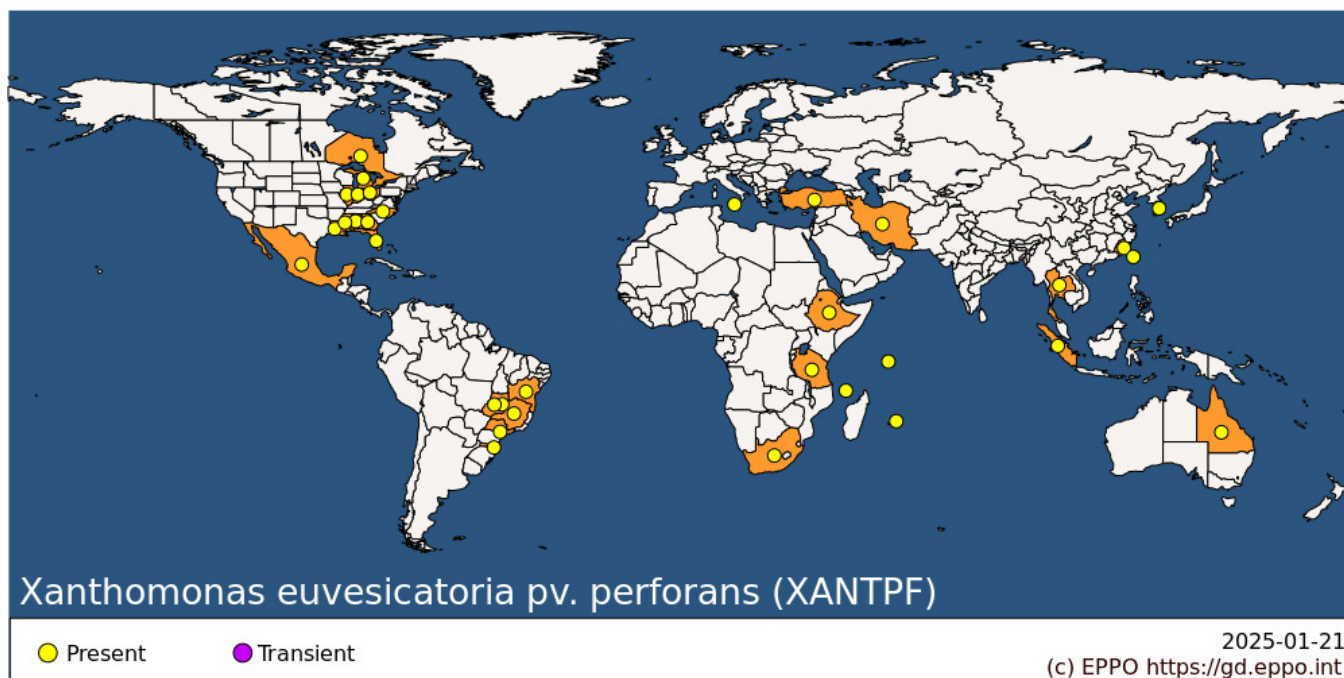 Xanthomonas euvesicatoria pv. perforans (XANTPF)
Present
Transient
2025-01-21
(c) EPPO https://gd.eppo.int